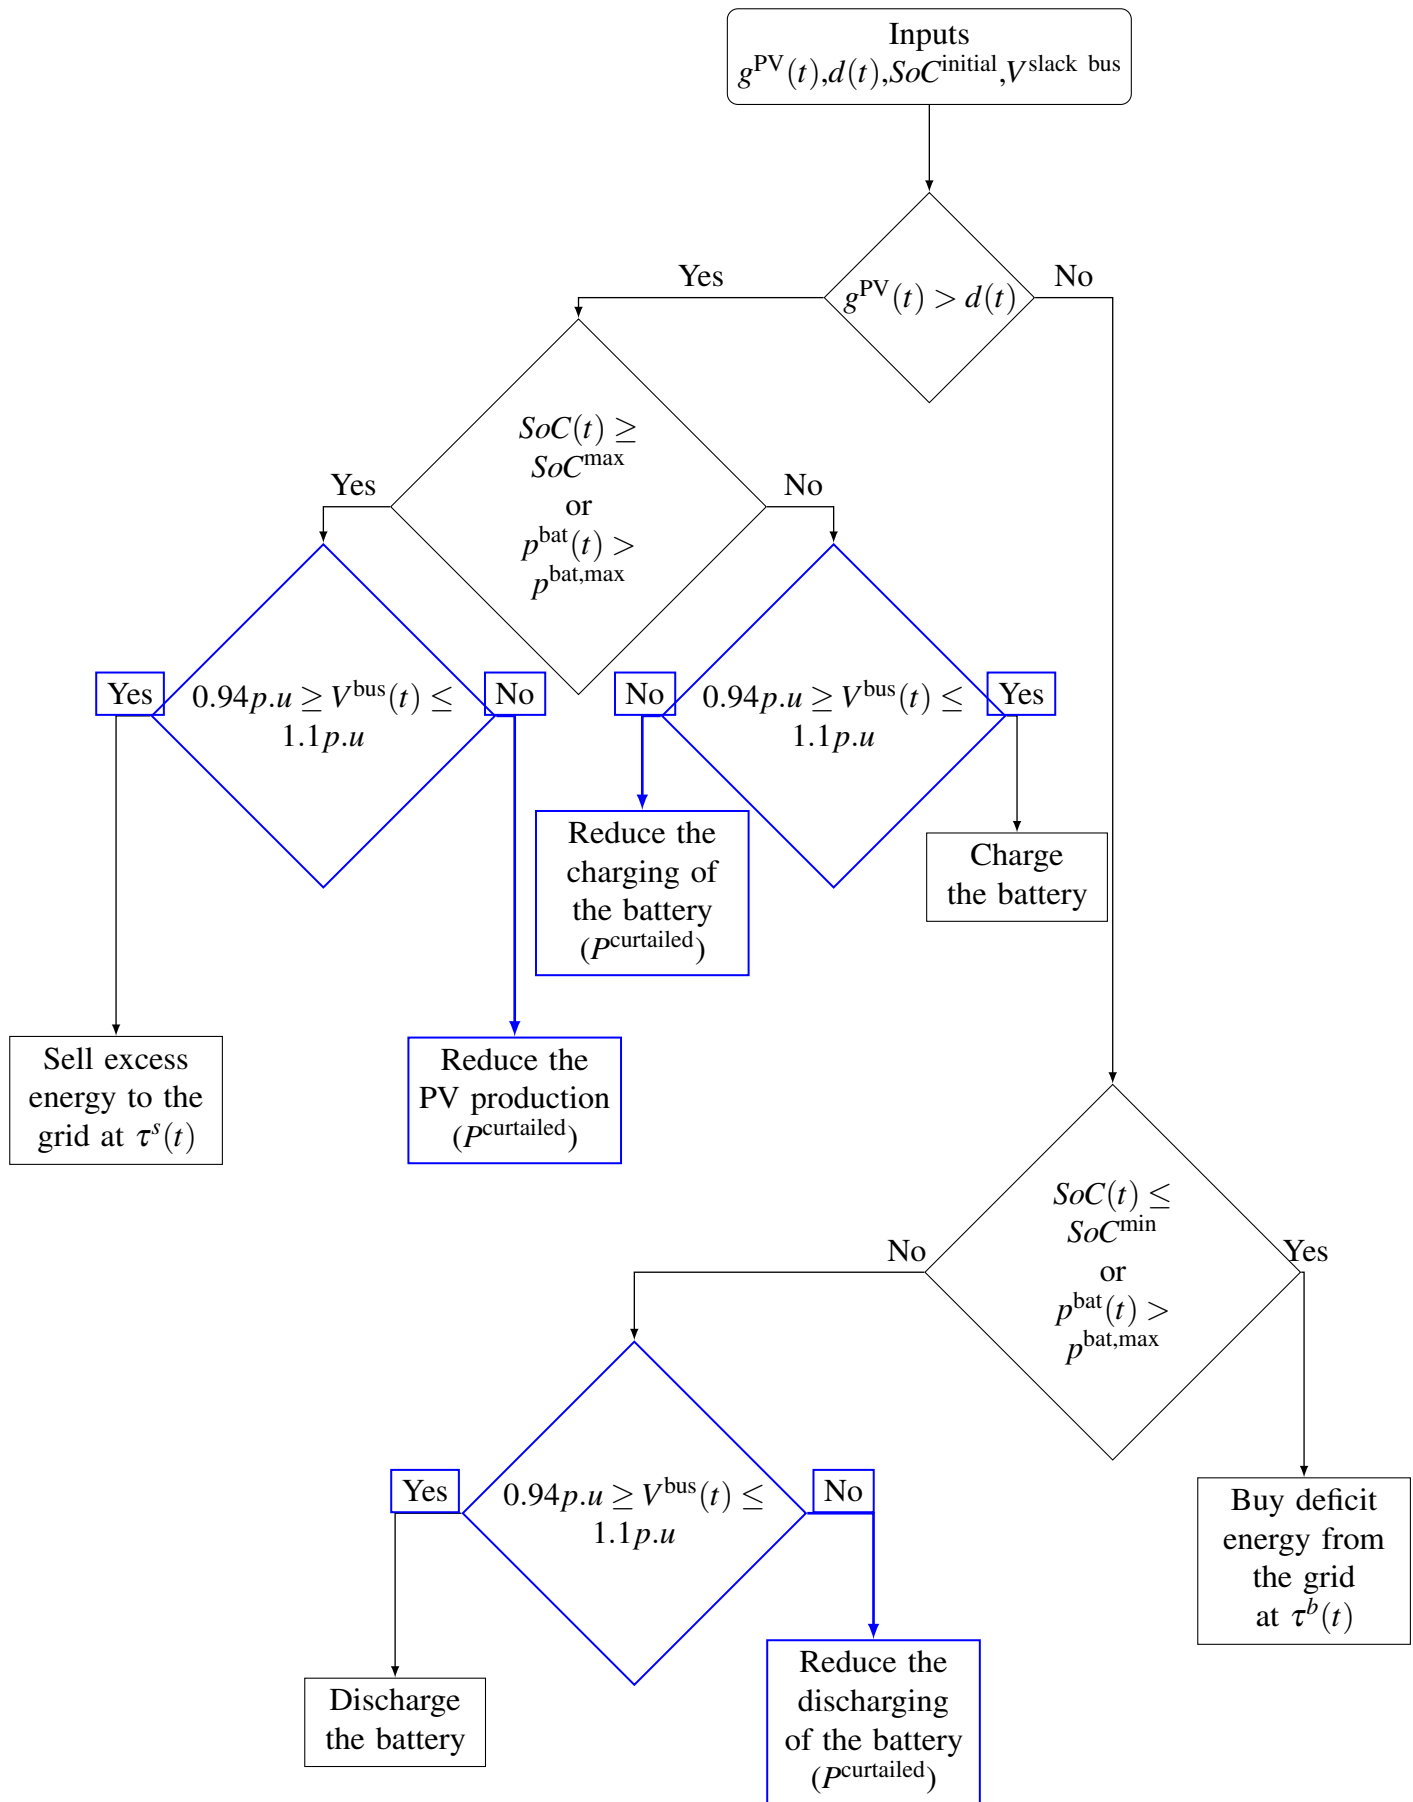 Inputs
g^PV(t),d(t),SoC^initial,V^slack bus
Yes
No
g^PV(t) > d(t)
SoC(t) ≥
SoC^max
or
p^bat(t) >
p^bat,max
Yes
No
Yes
0.94p.u ≥ V^bus(t) ≤
1.1p.u
No
No
0.94p.u ≥ V^bus(t) ≤
1.1p.u
Yes
Reduce the
charging of
the battery
(P^curtailed)
Charge
the battery
Sell excess
energy to the
grid at τ^s(t)
Reduce the
PV production
(P^curtailed)
SoC(t) ≤
SoC^min
or
p^bat(t) >
p^bat,max
No
Yes
Yes
0.94p.u ≥ V^bus(t) ≤
1.1p.u
No
Buy deficit
energy from
the grid
at τ^b(t)
Discharge
the battery
Reduce the
discharging
of the battery
(P^curtailed)